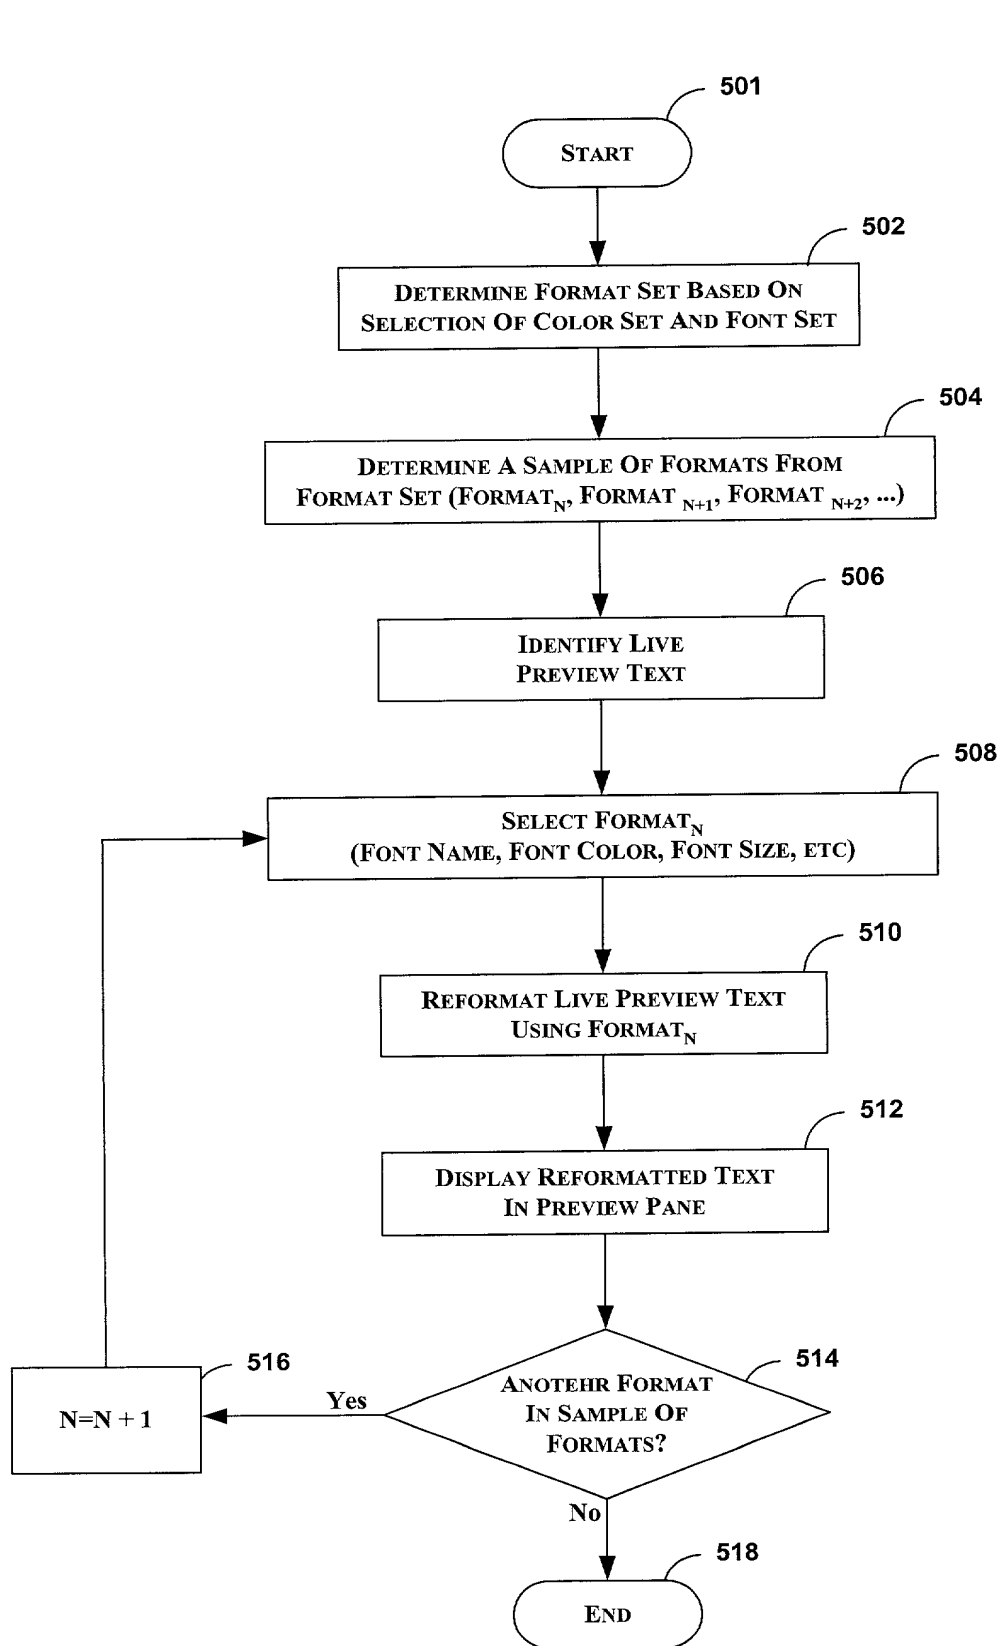 501
START
502
DETERMINE FORMAT SET BASED ON
SELECTION OF COLOR SET AND FONT SET
504
DETERMINE A SAMPLE OF FORMATS FROM
FORMAT SET (FORMATN, FORMAT N+1, FORMAT N+2, ...)
506
IDENTIFY LIVE
PREVIEW TEXT
508
SELECT FORMATN
(FONT NAME, FONT COLOR, FONT SIZE, ETC)
510
REFORMAT LIVE PREVIEW TEXT
USING FORMATN
512
DISPLAY REFORMATTED TEXT
IN PREVIEW PANE
514
ANOTEHR FORMAT
IN SAMPLE OF
FORMATS?
Yes
516
N=N + 1
No
518
END